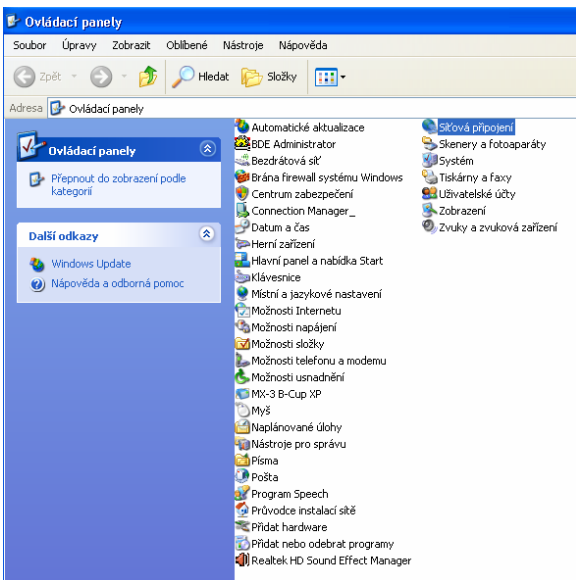 Ovládací panely
Soubor Úpravy Zobrazit Oblíbené Nástroje Nápověda
Zpět Hledat Složky
Adresa Ovládací panely
Ovládací panely
Přepnout do zobrazení podle
kategorií
Další odkazy
Windows Update
Nápověda a odborná pomoc
Automatické aktualizace
BDE Administrator
Bezdrátová síť
Brána firewall systému Windows
Centrum zabezpečení
Connection Manager_
Datum a čas
Herní zařízení
Hlavní panel a nabídka Start
Klávesnice
Místní a jazykové nastavení
Možnosti Internetu
Možnosti napájení
Možnosti složky
Možnosti telefonu a modemu
Možnosti usnadnění
MX-3 B-Cup XP
Myš
Naplánované úlohy
Nástroje pro správu
Písma
Pošta
Program Speech
Průvodce instalací sítě
Přidat hardware
Přidat nebo odebrat programy
Realtek HD Sound Effect Manager
Síťová připojení
Skenery a fotoaparáty
Systém
Tiskárny a faxy
Uživatelské účty
Zobrazení
Zvuky a zvuková zařízení